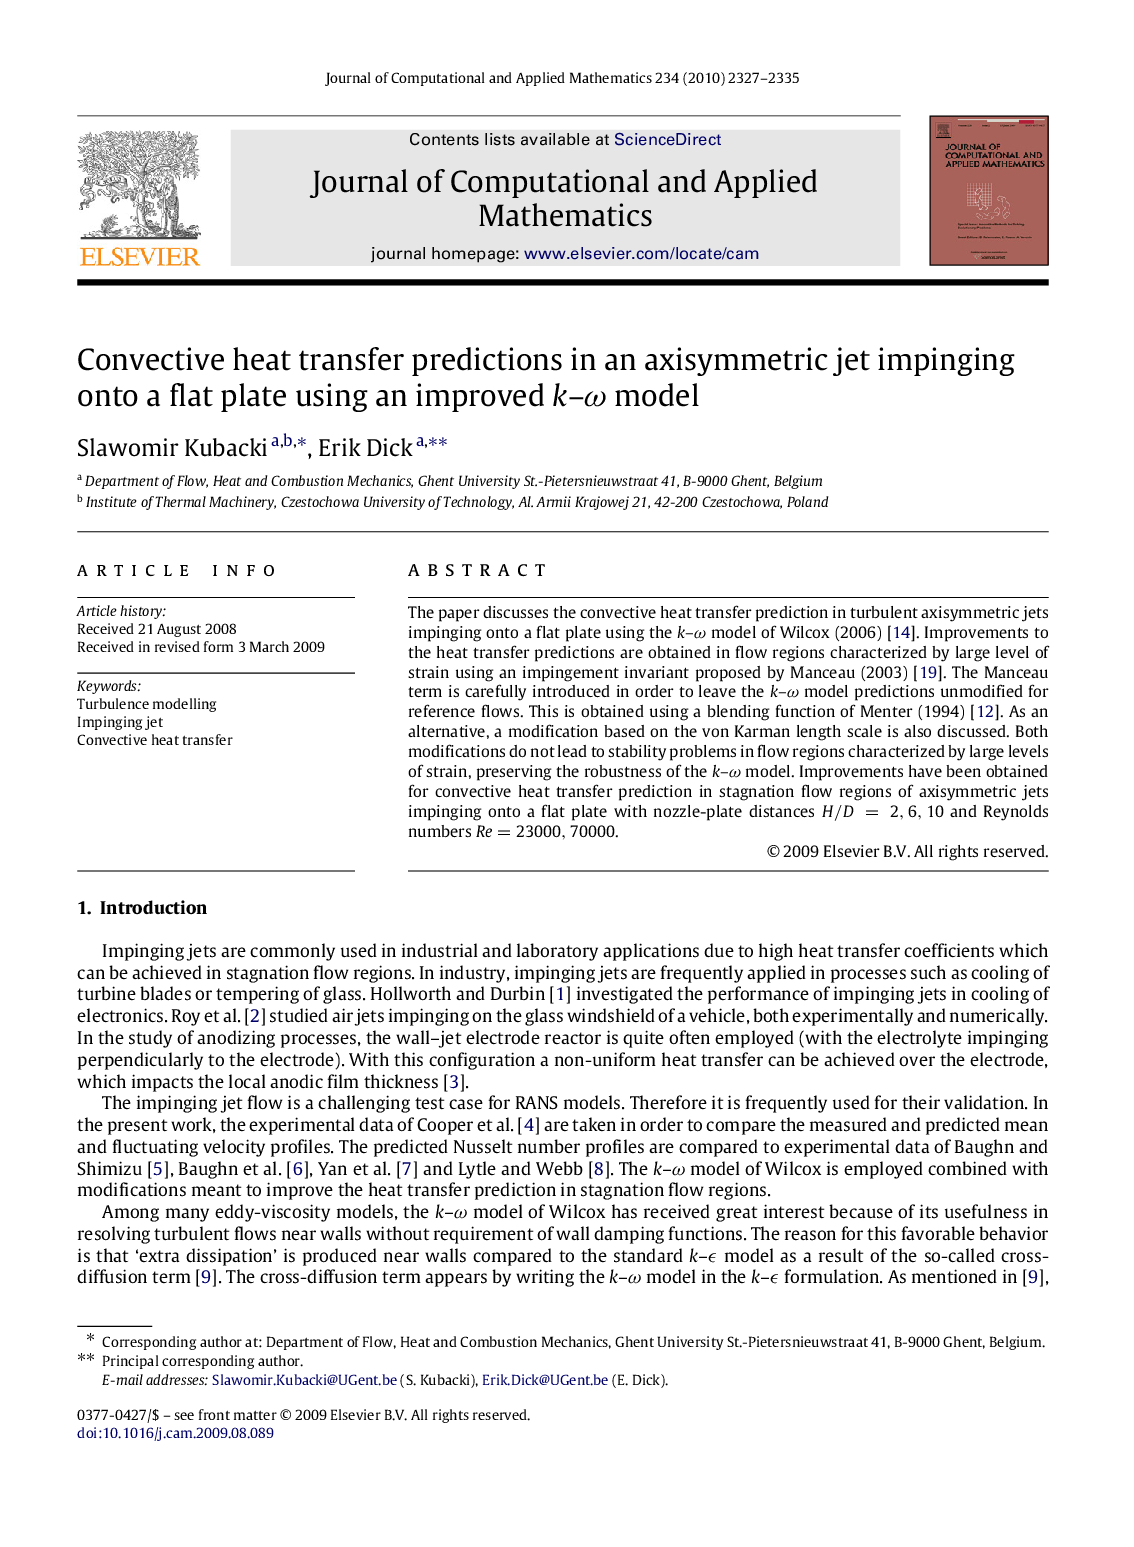 Journal of Computational and Applied Mathematics 234 (2010) 2327–2335
Contents lists available at ScienceDirect
Journal of Computational and Applied
Mathematics
journal homepage: www.elsevier.com/locate/cam
ELSEVIER
JOURNAL OF
COMPUTATIONAL AND
APPLIED MATHEMATICS
Convective heat transfer predictions in an axisymmetric jet impinging
onto a flat plate using an improved k–ω model
Slawomir Kubacki a,b,∗, Erik Dick a,∗∗
a Department of Flow, Heat and Combustion Mechanics, Ghent University St.-Pietersnieuwstraat 41, B-9000 Ghent, Belgium
b Institute of Thermal Machinery, Czestochowa University of Technology, Al. Armii Krajowej 21, 42-200 Czestochowa, Poland
ARTICLE INFO
Article history:
Received 21 August 2008
Received in revised form 3 March 2009
Keywords:
Turbulence modelling
Impinging jet
Convective heat transfer
ABSTRACT
The paper discusses the convective heat transfer prediction in turbulent axisymmetric jets
impinging onto a flat plate using the k–ω model of Wilcox (2006) [14]. Improvements to
the heat transfer predictions are obtained in flow regions characterized by large level of
strain using an impingement invariant proposed by Manceau (2003) [19]. The Manceau
term is carefully introduced in order to leave the k–ω model predictions unmodified for
reference flows. This is obtained using a blending function of Menter (1994) [12]. As an
alternative, a modification based on the von Karman length scale is also discussed. Both
modifications do not lead to stability problems in flow regions characterized by large levels
of strain, preserving the robustness of the k–ω model. Improvements have been obtained
for convective heat transfer prediction in stagnation flow regions of axisymmetric jets
impinging onto a flat plate with nozzle-plate distances H/D = 2, 6, 10 and Reynolds
numbers Re = 23000, 70000.
© 2009 Elsevier B.V. All rights reserved.
1. Introduction
Impinging jets are commonly used in industrial and laboratory applications due to high heat transfer coefficients which
can be achieved in stagnation flow regions. In industry, impinging jets are frequently applied in processes such as cooling of
turbine blades or tempering of glass. Hollworth and Durbin [1] investigated the performance of impinging jets in cooling of
electronics. Roy et al. [2] studied air jets impinging on the glass windshield of a vehicle, both experimentally and numerically.
In the study of anodizing processes, the wall–jet electrode reactor is quite often employed (with the electrolyte impinging
perpendicularly to the electrode). With this configuration a non-uniform heat transfer can be achieved over the electrode,
which impacts the local anodic film thickness [3].
The impinging jet flow is a challenging test case for RANS models. Therefore it is frequently used for their validation. In
the present work, the experimental data of Cooper et al. [4] are taken in order to compare the measured and predicted mean
and fluctuating velocity profiles. The predicted Nusselt number profiles are compared to experimental data of Baughn and
Shimizu [5], Baughn et al. [6], Yan et al. [7] and Lytle and Webb [8]. The k–ω model of Wilcox is employed combined with
modifications meant to improve the heat transfer prediction in stagnation flow regions.
Among many eddy-viscosity models, the k–ω model of Wilcox has received great interest because of its usefulness in
resolving turbulent flows near walls without requirement of wall damping functions. The reason for this favorable behavior
is that ‘extra dissipation’ is produced near walls compared to the standard k–ϵ model as a result of the so-called cross-
diffusion term [9]. The cross-diffusion term appears by writing the k–ω model in the k–ϵ formulation. As mentioned in [9],
∗ Corresponding author at: Department of Flow, Heat and Combustion Mechanics, Ghent University St.-Pietersnieuwstraat 41, B-9000 Ghent, Belgium.
∗∗ Principal corresponding author.
E-mail addresses: Slawomir.Kubacki@UGent.be (S. Kubacki), Erik.Dick@UGent.be (E. Dick).
0377-0427/$ – see front matter © 2009 Elsevier B.V. All rights reserved.
doi:10.1016/j.cam.2009.08.089